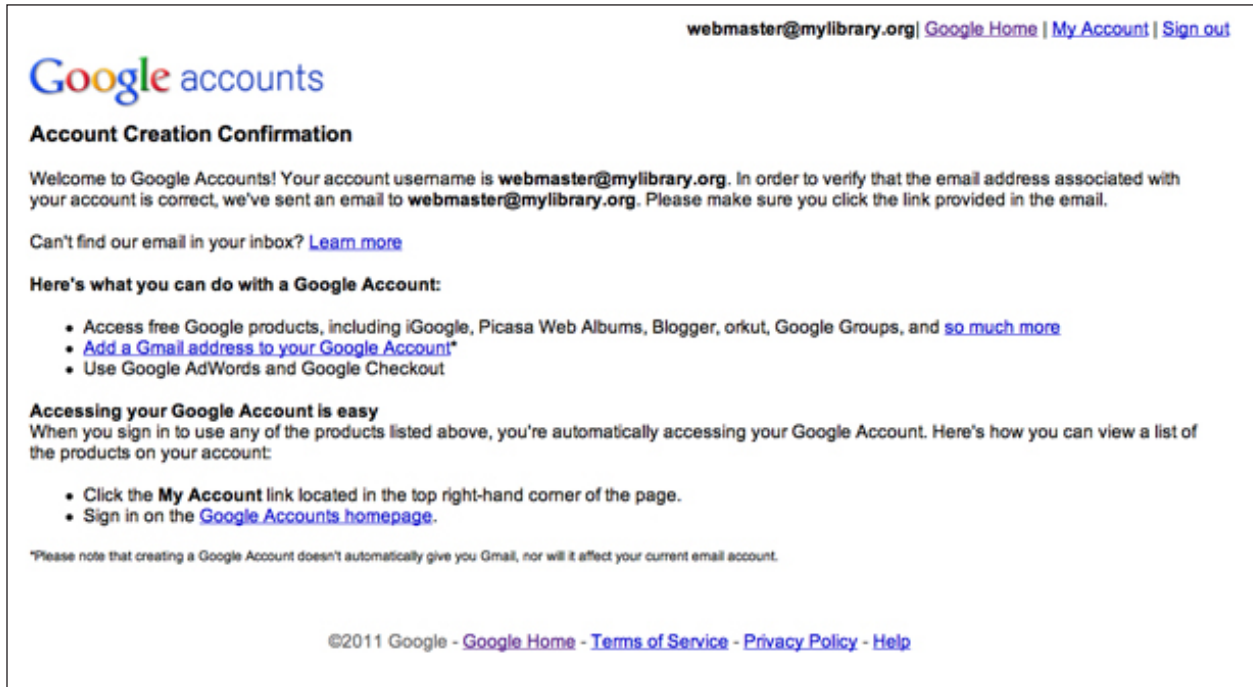 webmaster@mylibrary.org| Google Home | My Account | Sign out
Google accounts
Account Creation Confirmation
Welcome to Google Accounts! Your account username is webmaster@mylibrary.org. In order to verify that the email address associated with
your account is correct, we've sent an email to webmaster@mylibrary.org. Please make sure you click the link provided in the email.
Can't find our email in your inbox? Learn more
Here's what you can do with a Google Account:
• Access free Google products, including iGoogle, Picasa Web Albums, Blogger, orkut, Google Groups, and so much more
• Add a Gmail address to your Google Account*
• Use Google AdWords and Google Checkout
Accessing your Google Account is easy
When you sign in to use any of the products listed above, you're automatically accessing your Google Account. Here's how you can view a list of
the products on your account:
• Click the My Account link located in the top right-hand corner of the page.
• Sign in on the Google Accounts homepage.
*Please note that creating a Google Account doesn't automatically give you Gmail, nor will it affect your current email account.
©2011 Google - Google Home - Terms of Service - Privacy Policy - Help